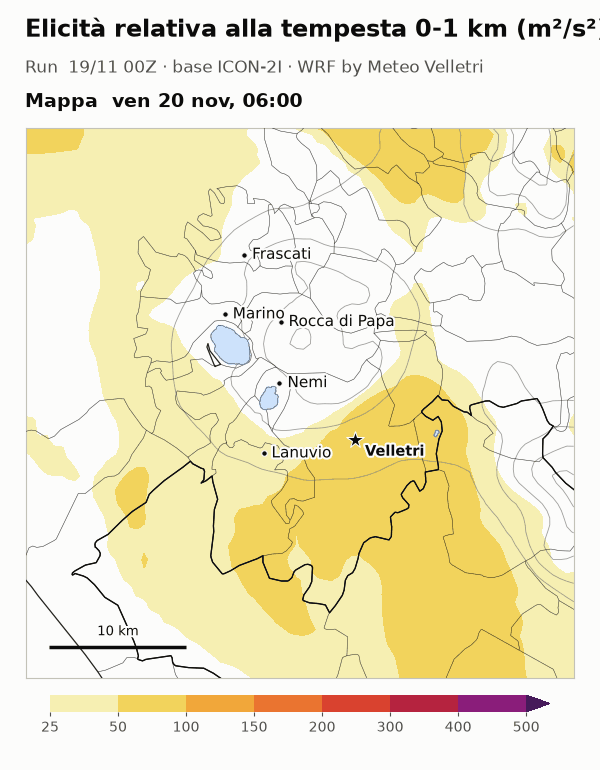 Elicità relativa alla tempesta 0-1 km (m²/s²)
Run 19/11 00Z · base ICON-2I · WRF by Meteo Velletri
Mappa ven 20 nov, 06:00
Frascati
Marino
Rocca di Papa
Nemi
Lanuvio
Velletri
10 km
25 50 100 150 200 300 400 500